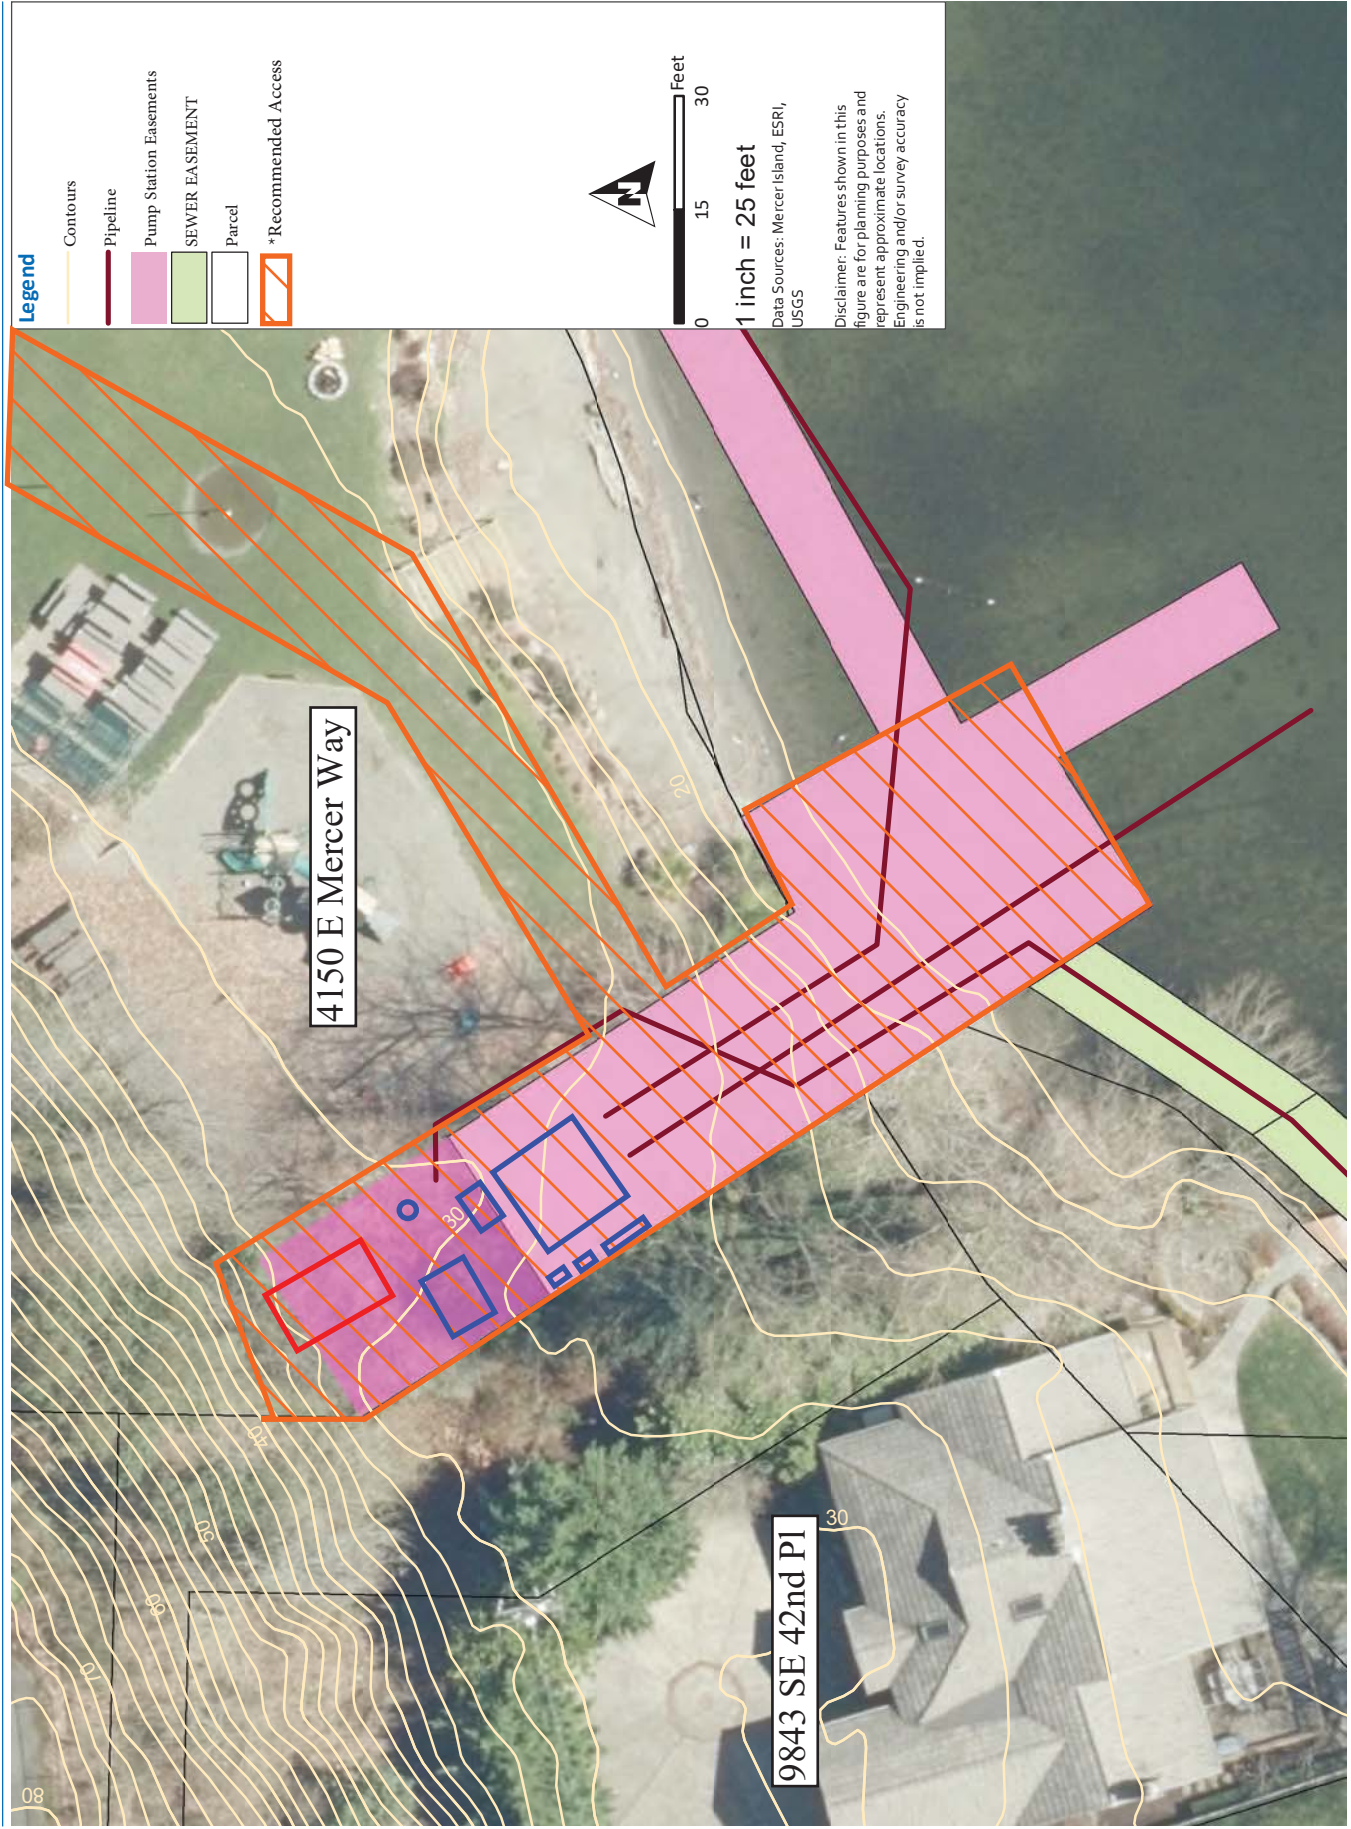 Legend
Contours
Pipeline
Pump Station Easements
SEWER EASEMENT
Parcel
*Recommended Access
N
0 15 30 Feet
1 inch = 25 feet
Data Sources: Mercer Island, ESRI,
USGS
Disclaimer: Features shown in this
figure are for planning purposes and
represent approximate locations.
Engineering and/or survey accuracy
is not implied.
4150 E Mercer Way
9843 SE 42nd Pl
20
30
30
40
50
60
70
80